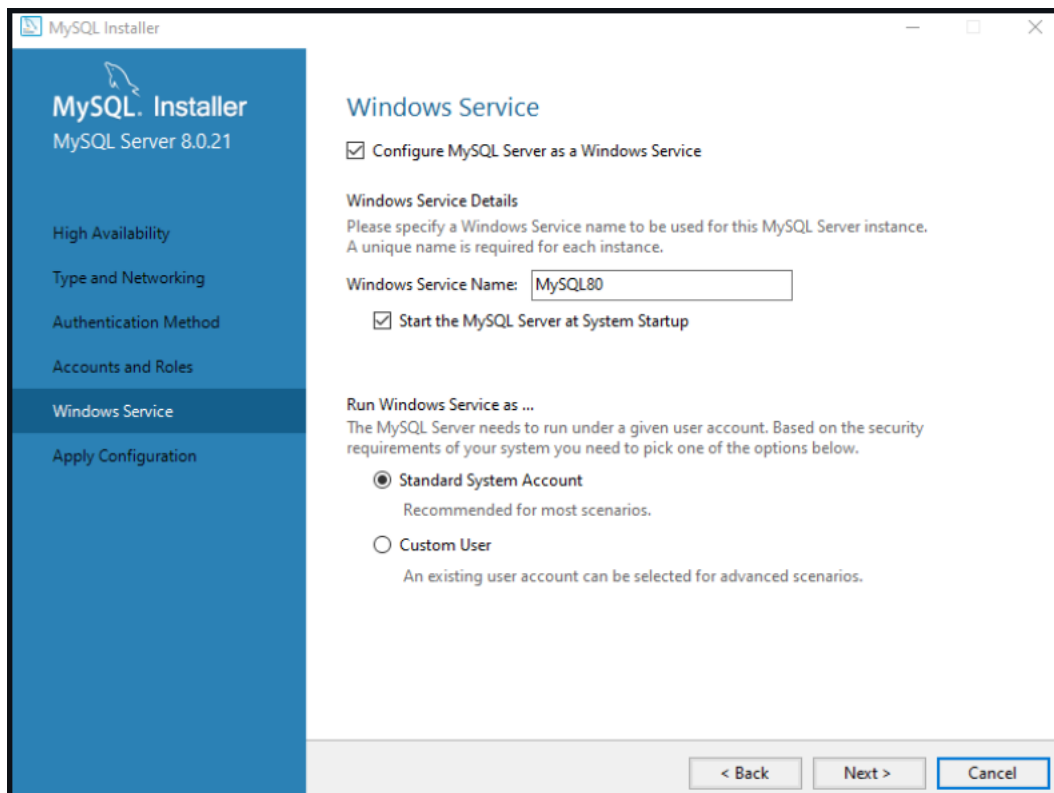 MySQL Installer
MySQL. Installer
MySQL Server 8.0.21
High Availability
Type and Networking
Authentication Method
Accounts and Roles
Windows Service
Apply Configuration
Windows Service
Configure MySQL Server as a Windows Service
Windows Service Details
Please specify a Windows Service name to be used for this MySQL Server instance.
A unique name is required for each instance.
Windows Service Name: MySQL80
Start the MySQL Server at System Startup
Run Windows Service as ...
The MySQL Server needs to run under a given user account. Based on the security
requirements of your system you need to pick one of the options below.
Standard System Account
Recommended for most scenarios.
Custom User
An existing user account can be selected for advanced scenarios.
< Back Next > Cancel